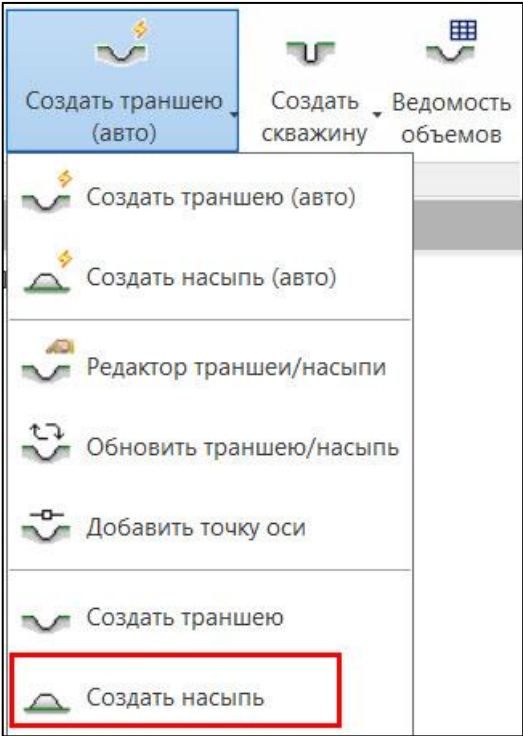 Создать траншею
(авто)
Создать
скважину
Ведомость
объемов
Создать траншею (авто)
Создать насыпь (авто)
Редактор траншеи/насыпи
Обновить траншею/насыпь
Добавить точку оси
Создать траншею
Создать насыпь